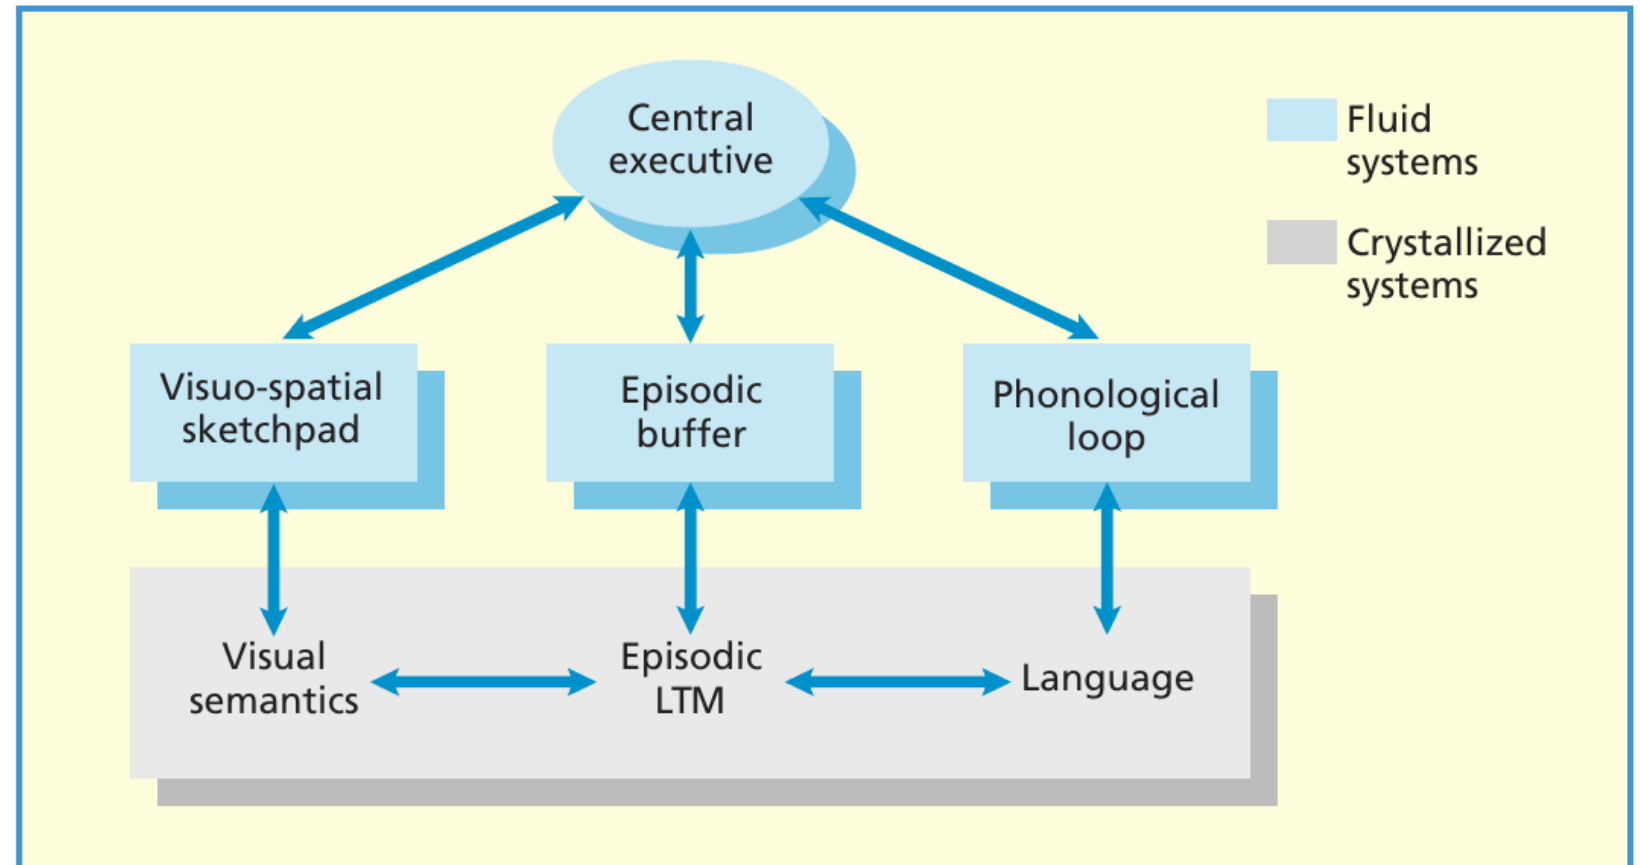 Central
executive
Fluid
systems
Crystallized
systems
Visuo-spatial
sketchpad
Episodic
buffer
Phonological
loop
Visual
semantics
Episodic
LTM
Language